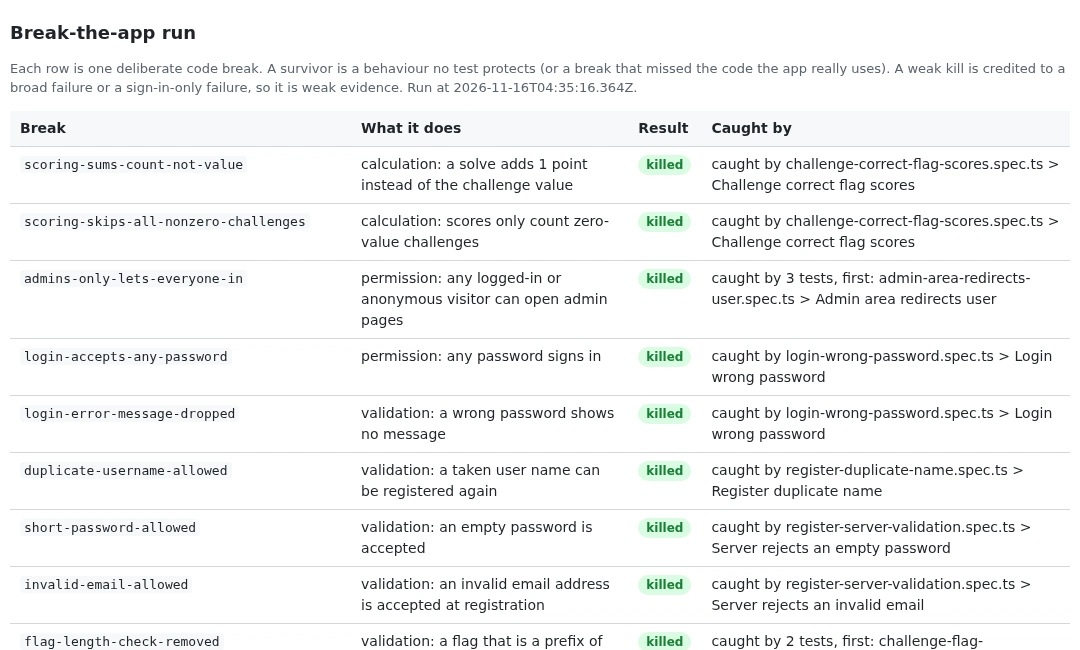 Break-the-app run
Each row is one deliberate code break. A survivor is a behaviour no test protects (or a break that missed the code the app really uses). A weak kill is credited to a
broad failure or a sign-in-only failure, so it is weak evidence. Run at 2026-11-16T04:35:16.364Z.
Break What it does Result Caught by
scoring-sums-count-not-value calculation: a solve adds 1 point killed caught by challenge-correct-flag-scores.spec.ts >
instead of the challenge value Challenge correct flag scores
scoring-skips-all-nonzero-challenges calculation: scores only count zero- killed caught by challenge-correct-flag-scores.spec.ts >
value challenges Challenge correct flag scores
admins-only-lets-everyone-in permission: any logged-in or killed caught by 3 tests, first: admin-area-redirects-
anonymous visitor can open admin user.spec.ts > Admin area redirects user
pages
login-accepts-any-password permission: any password signs in killed caught by login-wrong-password.spec.ts > Login
wrong password
login-error-message-dropped validation: a wrong password shows killed caught by login-wrong-password.spec.ts > Login
no message wrong password
duplicate-username-allowed validation: a taken user name can killed caught by register-duplicate-name.spec.ts >
be registered again Register duplicate name
short-password-allowed validation: an empty password is killed caught by register-server-validation.spec.ts >
accepted Server rejects an empty password
invalid-email-allowed validation: an invalid email address killed caught by register-server-validation.spec.ts >
is accepted at registration Server rejects an invalid email
flag-length-check-removed validation: a flag that is a prefix of killed caught by 2 tests, first: challenge-flag-